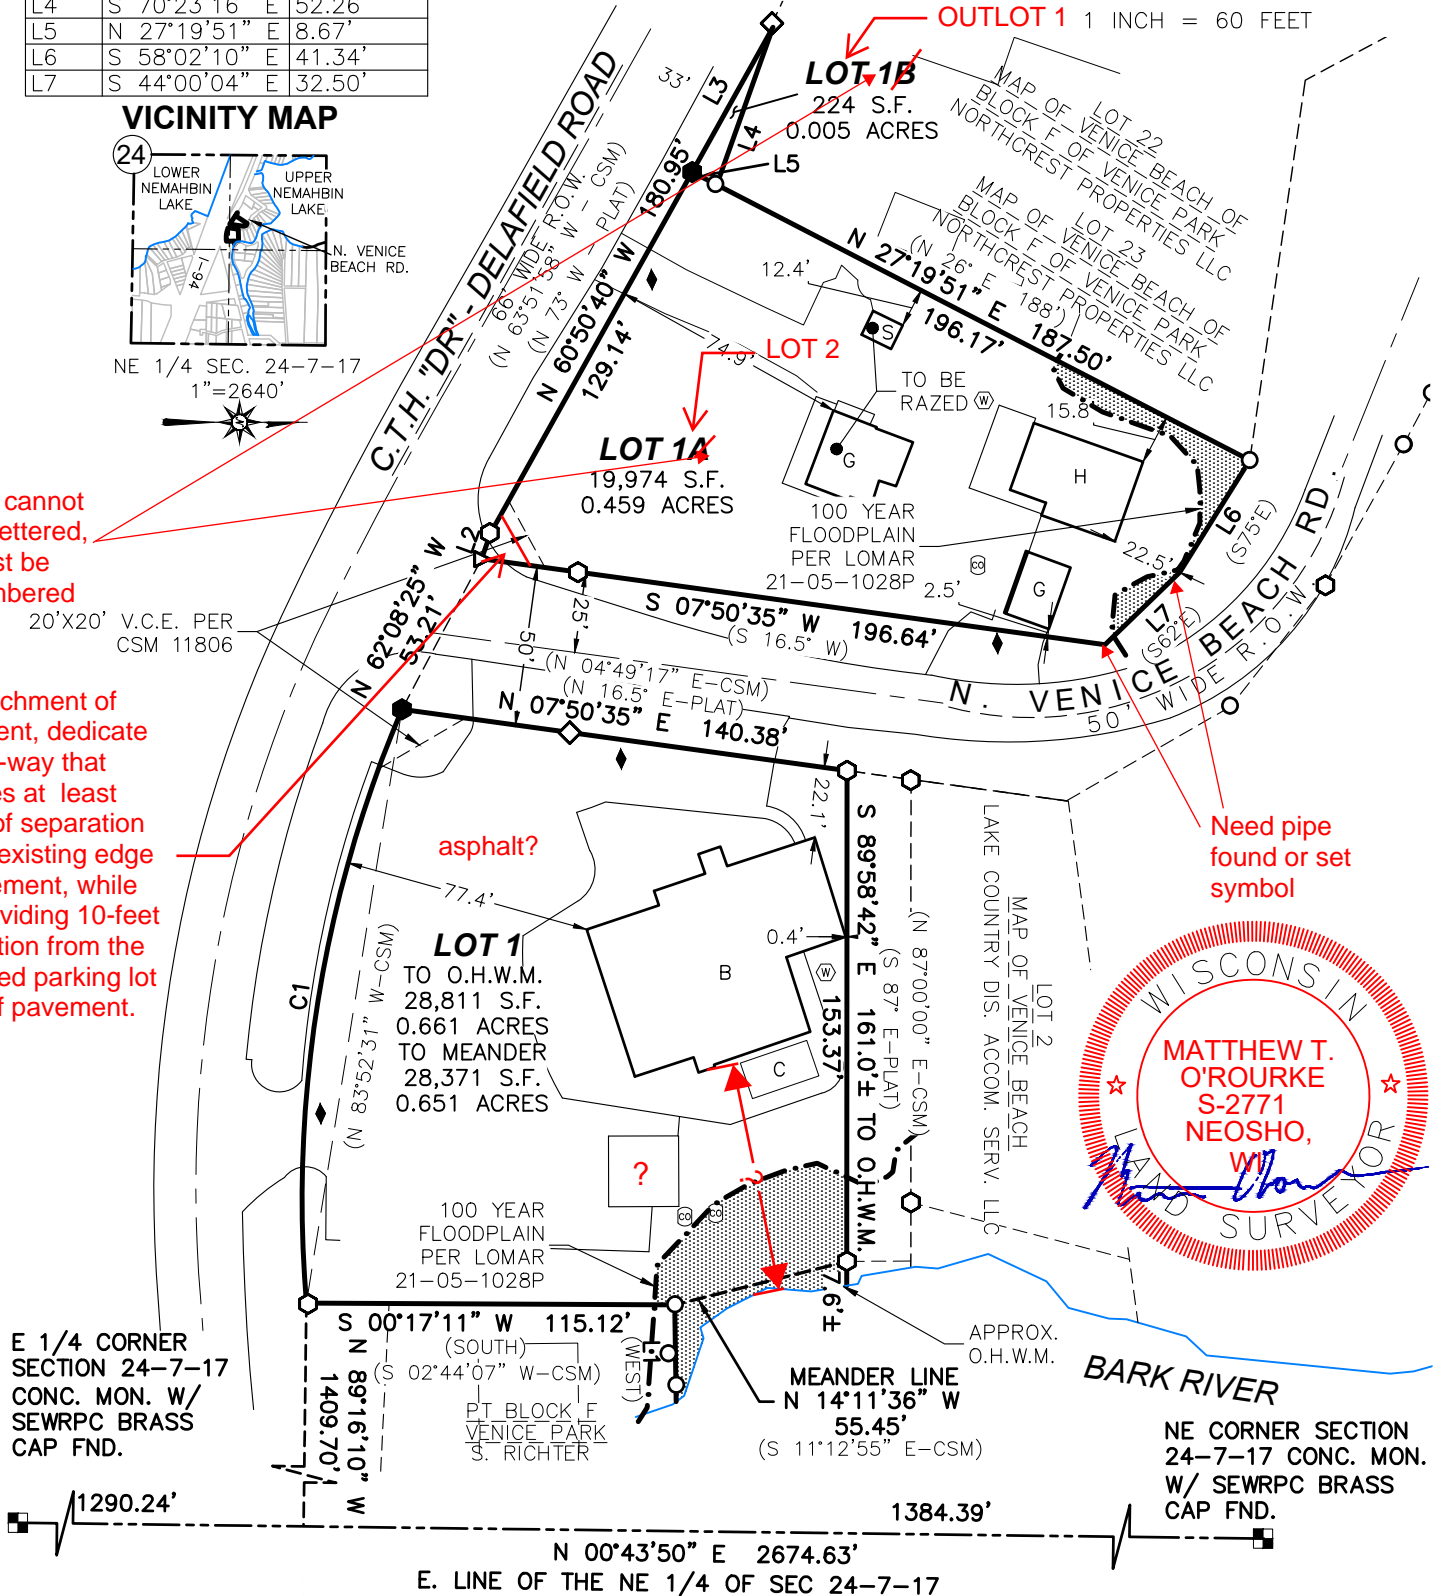 L4 S 70°23'16" E 52.26'
L5 N 27°19'51" E 8.67'
L6 S 58°02'10" E 41.34'
L7 S 44°00'04" E 32.50'
OUTLOT 1
1 INCH = 60 FEET
VICINITY MAP
24
LOWER
NEMAHBIN
LAKE
UPPER
NEMAHBIN
LAKE
N. VENICE
BEACH RD.
I-94
NE 1/4 SEC. 24-7-17
1"=2640'
C.T.H. "DR" - DELAFIELD ROAD
66' WIDE R.O.W.
(N 63°51'58" W - CSM)
(N 73° W - PLAT)
33'
L3
L4
L5
LOT 1B
224 S.F.
0.005 ACRES
LOT 22
MAP OF VENICE BEACH OF
BLOCK F OF VENICE PARK
NORTHCREST PROPERTIES LLC
LOT 23
MAP OF VENICE BEACH OF
BLOCK F OF VENICE PARK
NORTHCREST PROPERTIES LLC
N 60°50'40" W
180.95'
129.14'
N 27°19'51" E 187.50'
(N 26° E 188')
196.17'
12.4'
S
74.9'
LOT 2
TO BE
RAZED
W
15.8'
LOT 1A
19,974 S.F.
0.459 ACRES
G
H
100 YEAR
FLOODPLAIN
PER LOMAR
21-05-1028P
CO
2.5'
G
22.5'
L6
(S75°E)
L7
(S62°E)
N. VENICE BEACH RD.
50' WIDE R.O.W.
cannot
ettered,
st be
nbered
L2
20'X20' V.C.E. PER
CSM 11806
N 62°08'25" W
53.21'
25'
50'
S 07°50'35" W 196.64'
(S 16.5° W)
(N 04°49'17" E-CSM)
(N 16.5° E-PLAT)
N 07°50'35" E 140.38'
chment of
ent, dedicate
-way that
es at least
of separation
existing edge
ement, while
viding 10-feet
tion from the
ed parking lot
f pavement.
asphalt?
77.4'
22.1'
Need pipe
found or set
symbol
C1
(N 83°52'31" W-CSM)
LOT 1
TO O.H.W.M.
28,811 S.F.
0.661 ACRES
TO MEANDER
28,371 S.F.
0.651 ACRES
B
0.4'
W
C
S 89°58'42" E 161.0'± TO O.H.W.M.
153.37'
(S 87° E-PLAT)
(N 87°00'00" E-CSM)
LOT 2
MAP OF VENICE BEACH
LAKE COUNTRY DIS. ACCOM. SERV. LLC
WISCONSIN
MATTHEW T.
O'ROURKE
S-2771
NEOSHO,
WI
LAND SURVEYOR
?
?
CO
CO
100 YEAR
FLOODPLAIN
PER LOMAR
21-05-1028P
7.6'±
S 00°17'11" W 115.12'
(SOUTH)
(S 02°44'07" W-CSM)
(WEST)
L1
PT BLOCK F
VENICE PARK
S. RICHTER
N 89°16'10" W
1409.70'
MEANDER LINE
N 14°11'36" W
55.45'
(S 11°12'55" E-CSM)
APPROX.
O.H.W.M.
BARK RIVER
E 1/4 CORNER
SECTION 24-7-17
CONC. MON. W/
SEWRPC BRASS
CAP FND.
NE CORNER SECTION
24-7-17 CONC. MON.
W/ SEWRPC BRASS
CAP FND.
1290.24'
1384.39'
N 00°43'50" E 2674.63'
E. LINE OF THE NE 1/4 OF SEC 24-7-17